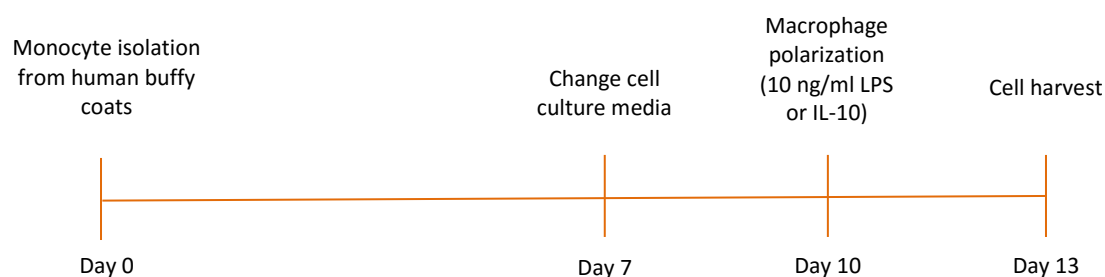 Monocyte isolation
from human buffy
coats
Change cell
culture media
Macrophage
polarization
(10 ng/ml LPS
or IL-10)
Cell harvest
Day 0
Day 7
Day 10
Day 13